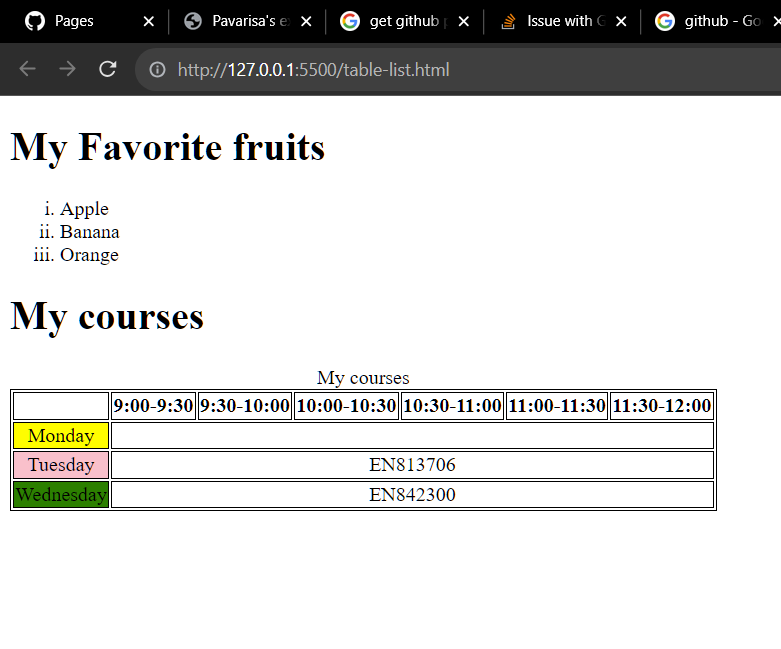 Pages Pavarisa's e get github Issue with G github - Go
http://127.0.0.1:5500/table-list.html
My Favorite fruits
i. Apple
ii. Banana
iii. Orange
My courses
My courses
9:00-9:30 9:30-10:00 10:00-10:30 10:30-11:00 11:00-11:30 11:30-12:00
Monday
Tuesday EN813706
Wednesday EN842300